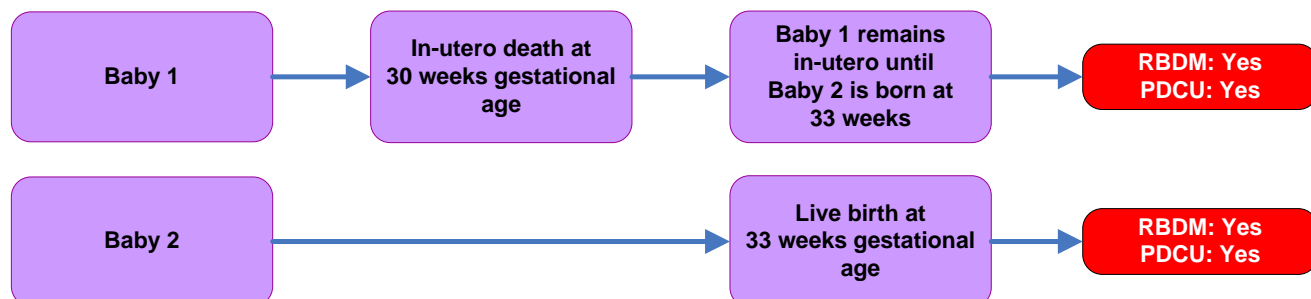 Baby 1
In-utero death at
30 weeks gestational
age
Baby 1 remains
in-utero until
Baby 2 is born at
33 weeks
RBDM: Yes
PDCU: Yes
Baby 2
Live birth at
33 weeks gestational
age
RBDM: Yes
PDCU: Yes